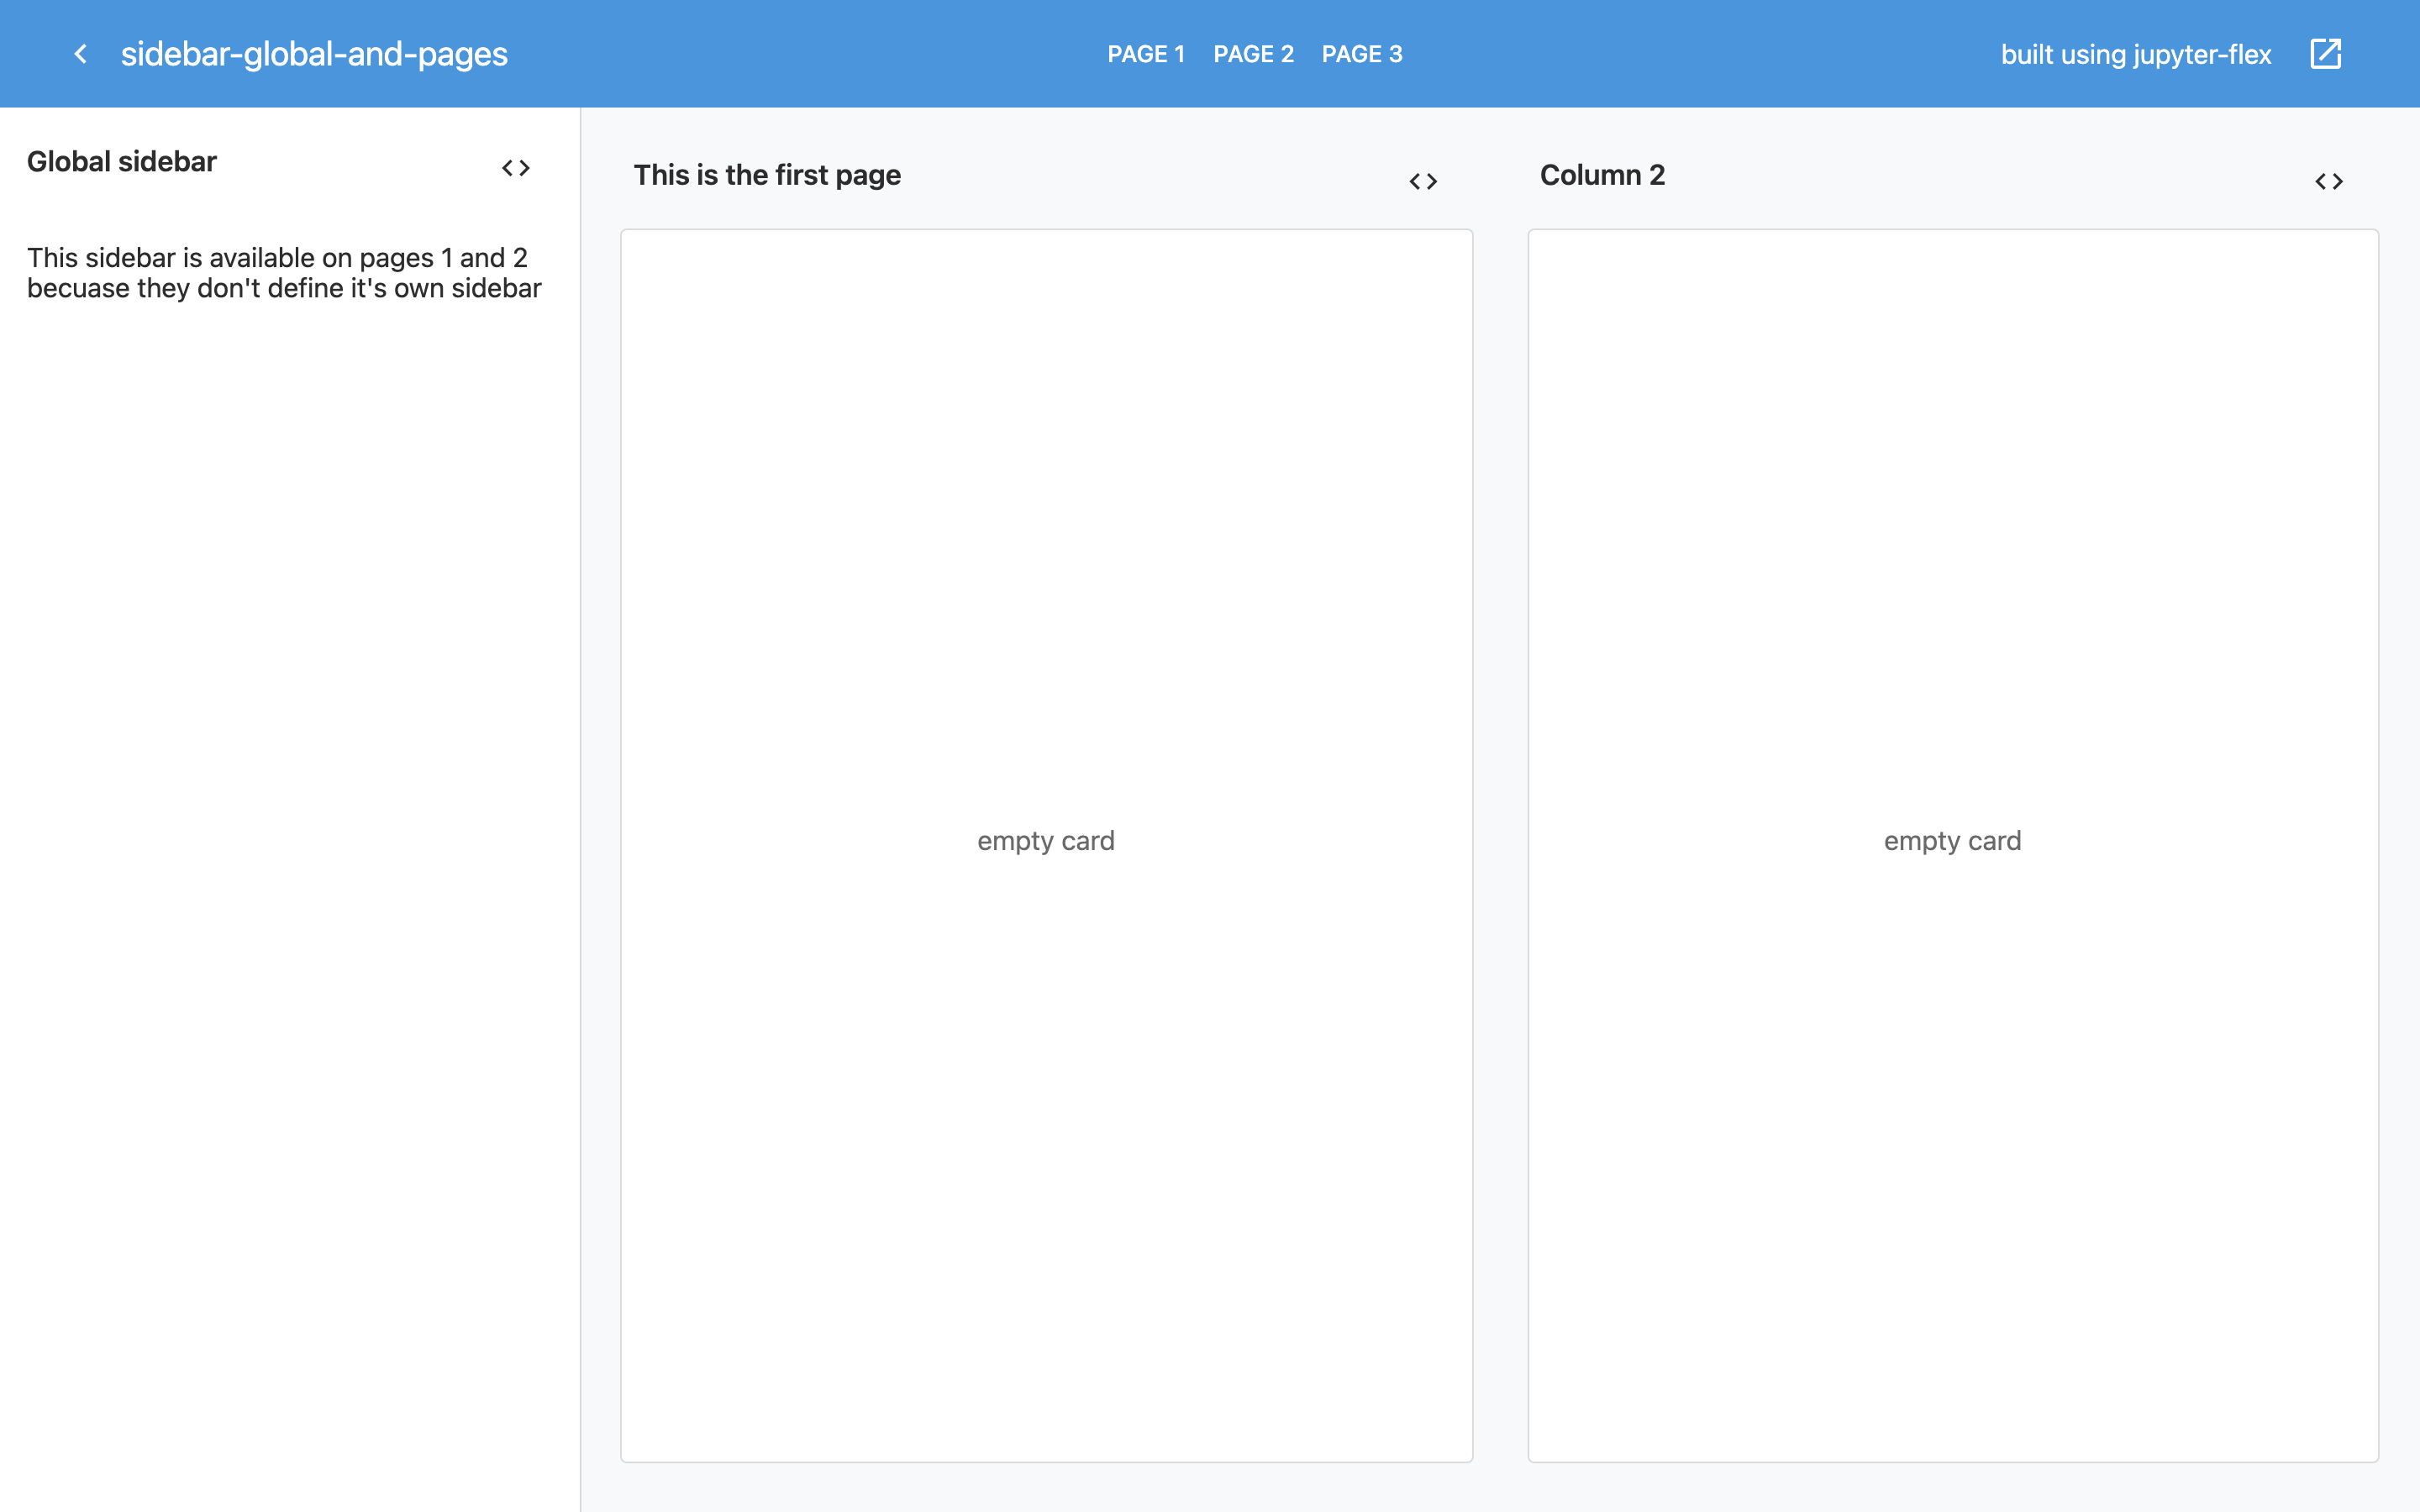 sidebar-global-and-pages
PAGE 1 PAGE 2 PAGE 3
built using jupyter-flex
Global sidebar
This sidebar is available on pages 1 and 2
becuase they don't define it's own sidebar
This is the first page
empty card
Column 2
empty card